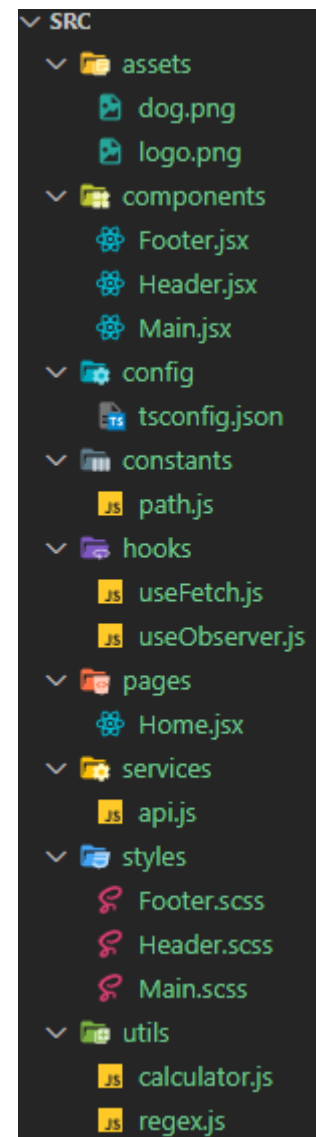 SRC
assets
dog.png
logo.png
components
Footer.jsx
Header.jsx
Main.jsx
config
tsconfig.json
constants
path.js
hooks
useFetch.js
useObserver.js
pages
Home.jsx
services
api.js
styles
Footer.scss
Header.scss
Main.scss
utils
calculator.js
regex.js